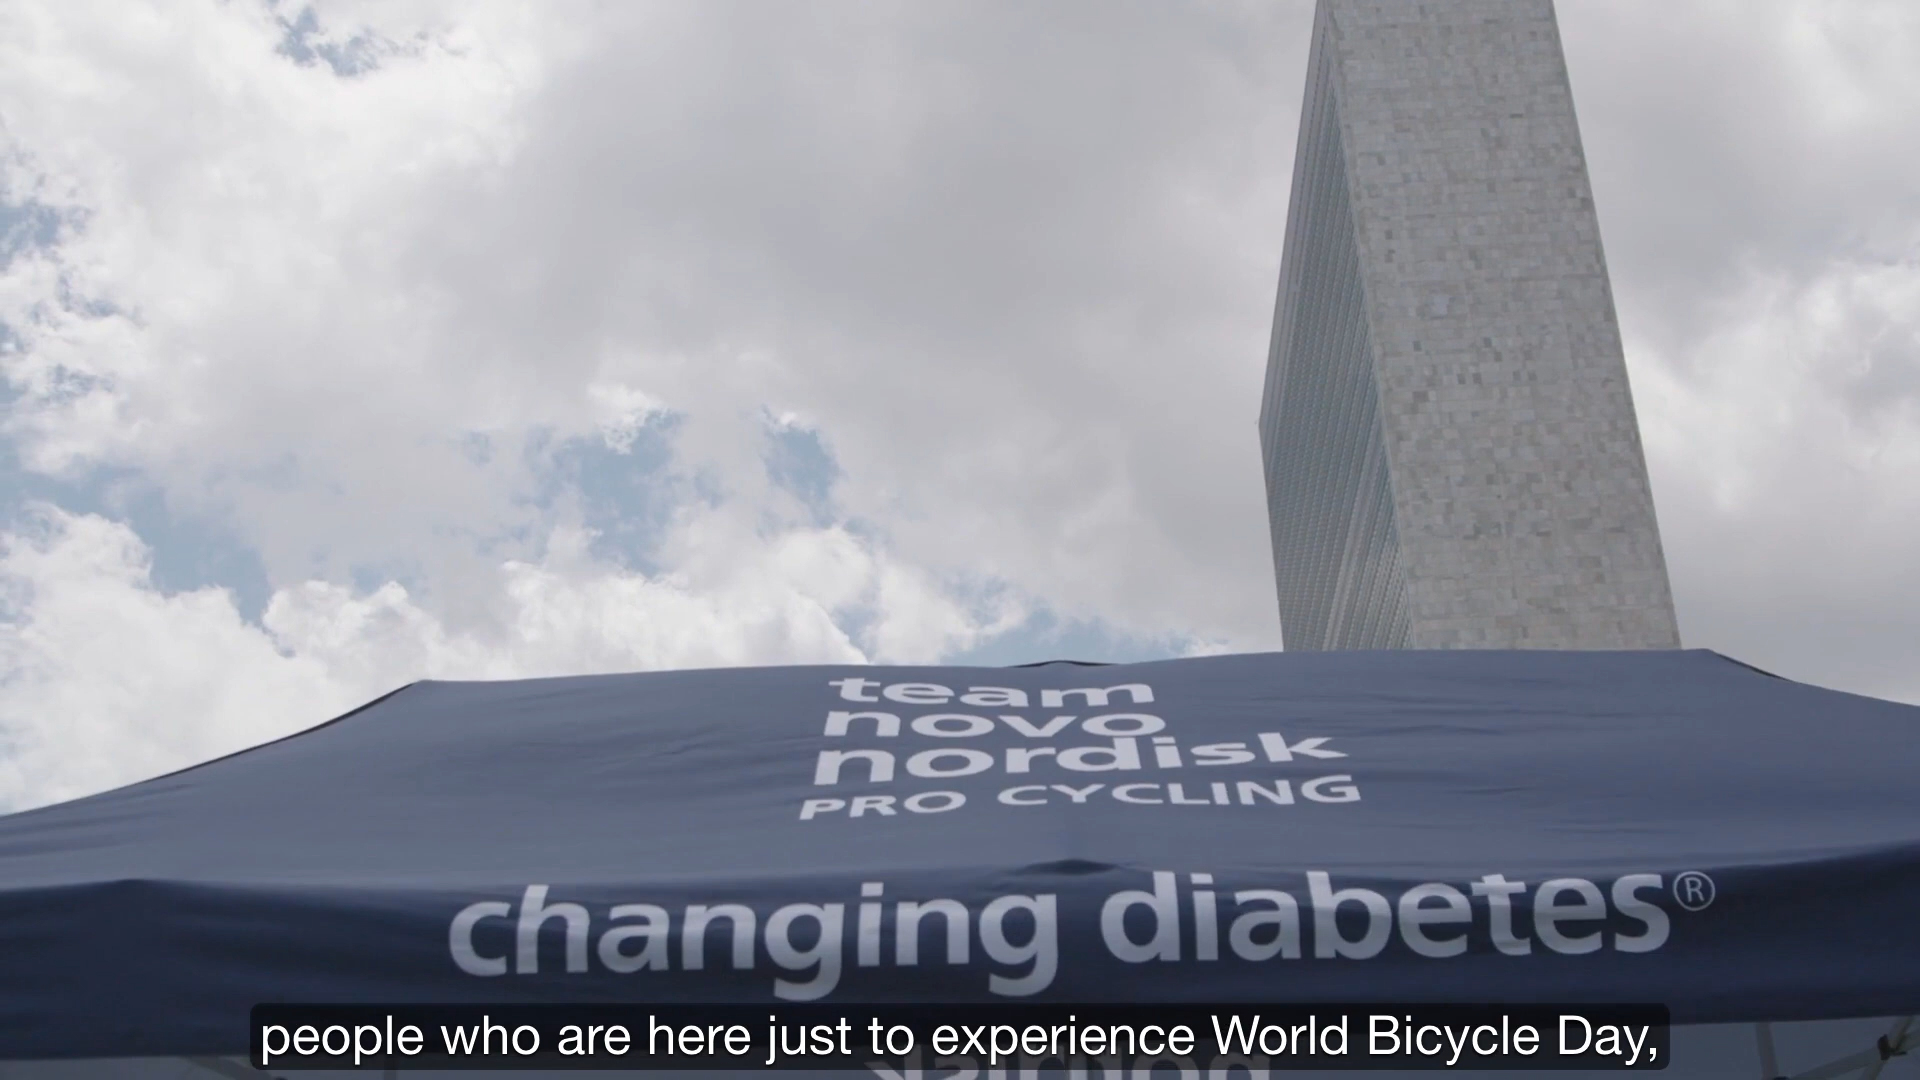 team
novo
nordisk
PRO CYCLING
changing diabetes®
people who are here just to experience World Bicycle Day,